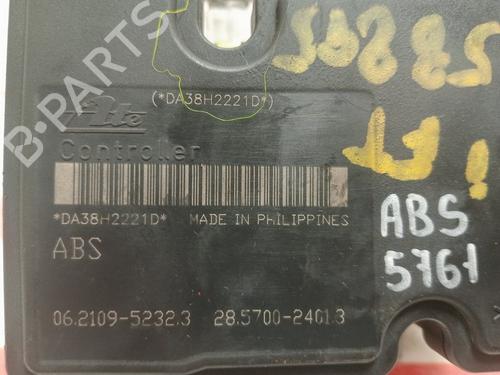 (*DA38H2221D*)
Ate
Controller
*DA38H2221D* MADE IN PHILIPPINES
ABS
06.2109-5232.3 28.5700-2401.3
ABS
5761
B-PARTS